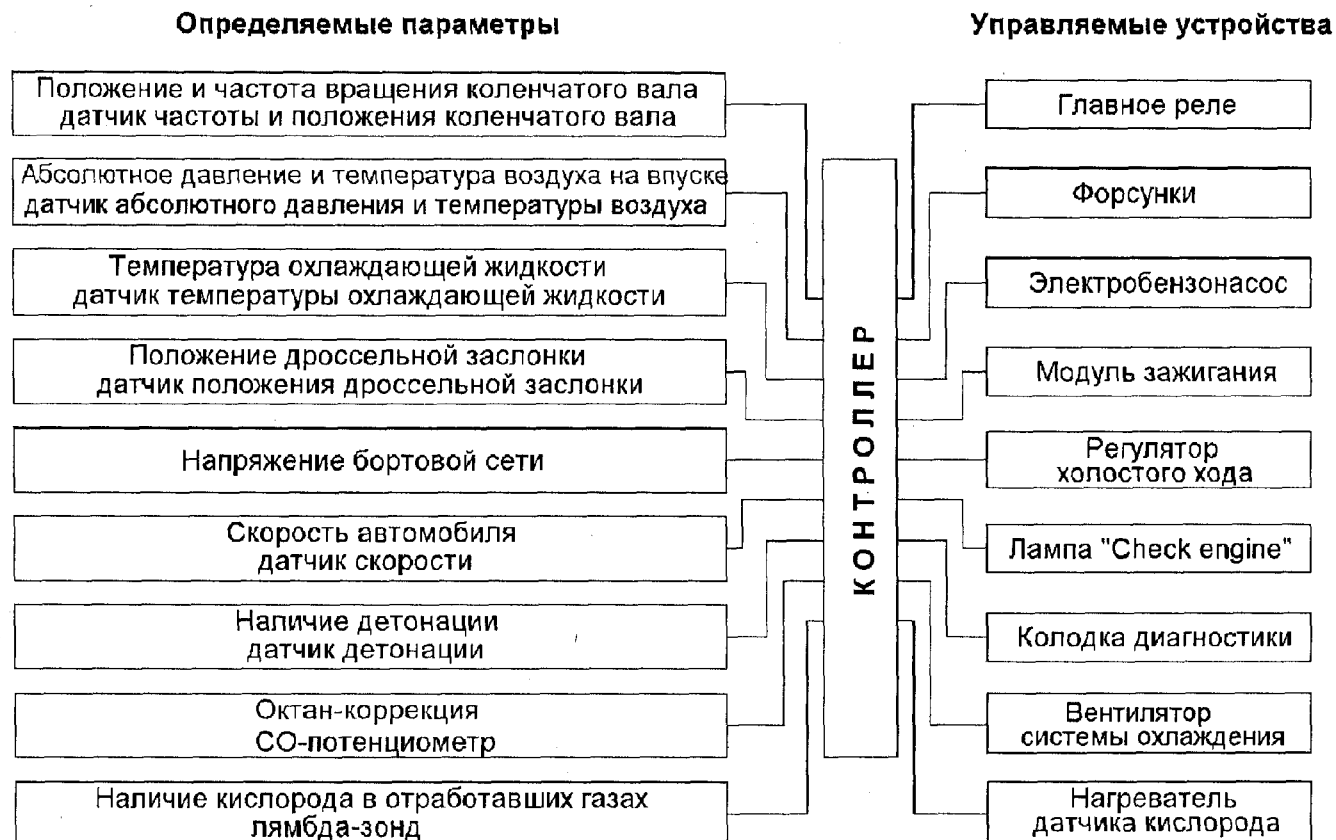 Определяемые параметры
Управляемые устройства
Положение и частота вращения коленчатого вала
датчик частоты и положения коленчатого вала
Абсолютное давление и температура воздуха на впуске
датчик абсолютного давления и температуры воздуха
Температура охлаждающей жидкости
датчик температуры охлаждающей жидкости
Положение дроссельной заслонки
датчик положения дроссельной заслонки
Напряжение бортовой сети
Скорость автомобиля
датчик скорости
Наличие детонации
датчик детонации
Октан-коррекция
СО-потенциометр
Наличие кислорода в отработавших газах
лямбда-зонд
КОНТРОЛЛЕР
Главное реле
Форсунки
Электробензонасос
Модуль зажигания
Регулятор
холостого хода
Лампа "Check engine"
Колодка диагностики
Вентилятор
системы охлаждения
Нагреватель
датчика кислорода